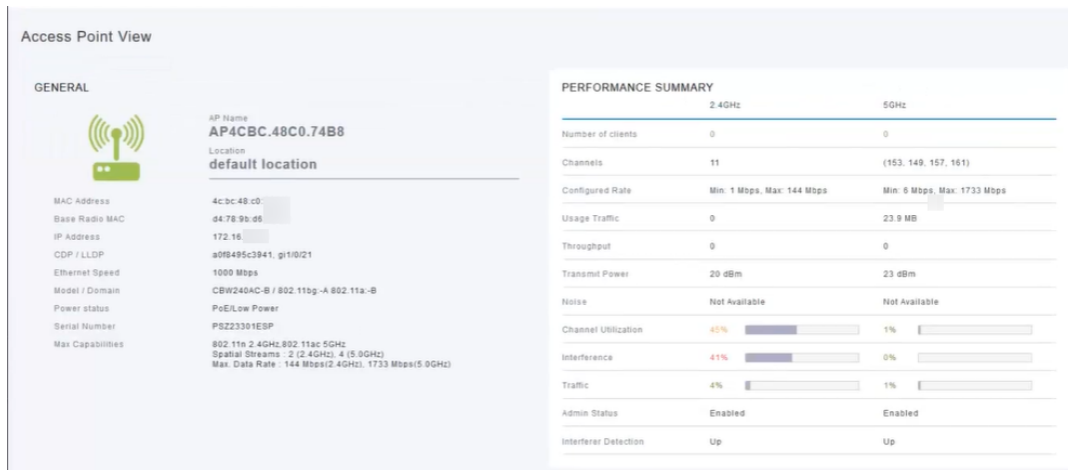 Access Point View
GENERAL
AP Name
AP4CBC.48C0.74B8
Location
default location
MAC Address 4c:bc:48:c0:
Base Radio MAC d4:78:9b:d6
IP Address 172.16.
CDP / LLDP a0f8495c3941, gi1/0/21
Ethernet Speed 1000 Mbps
Model / Domain CBW240AC-B / 802.11bg:-A 802.11a:-B
Power status PoE/Low Power
Serial Number PSZ23301ESP
Max Capabilities 802.11n 2.4GHz,802.11ac 5GHz
Spatial Streams : 2 (2.4GHz), 4 (5.0GHz)
Max. Data Rate : 144 Mbps(2.4GHz), 1733 Mbps(5.0GHz)
PERFORMANCE SUMMARY
2.4GHz 5GHz
Number of clients 0 0
Channels 11 (153, 149, 157, 161)
Configured Rate Min: 1 Mbps, Max: 144 Mbps Min: 6 Mbps, Max: 1733 Mbps
Usage Traffic 0 23.9 MB
Throughput 0 0
Transmit Power 20 dBm 23 dBm
Noise Not Available Not Available
Channel Utilization 45% 1%
Interference 41% 0%
Traffic 4% 1%
Admin Status Enabled Enabled
Interferer Detection Up Up